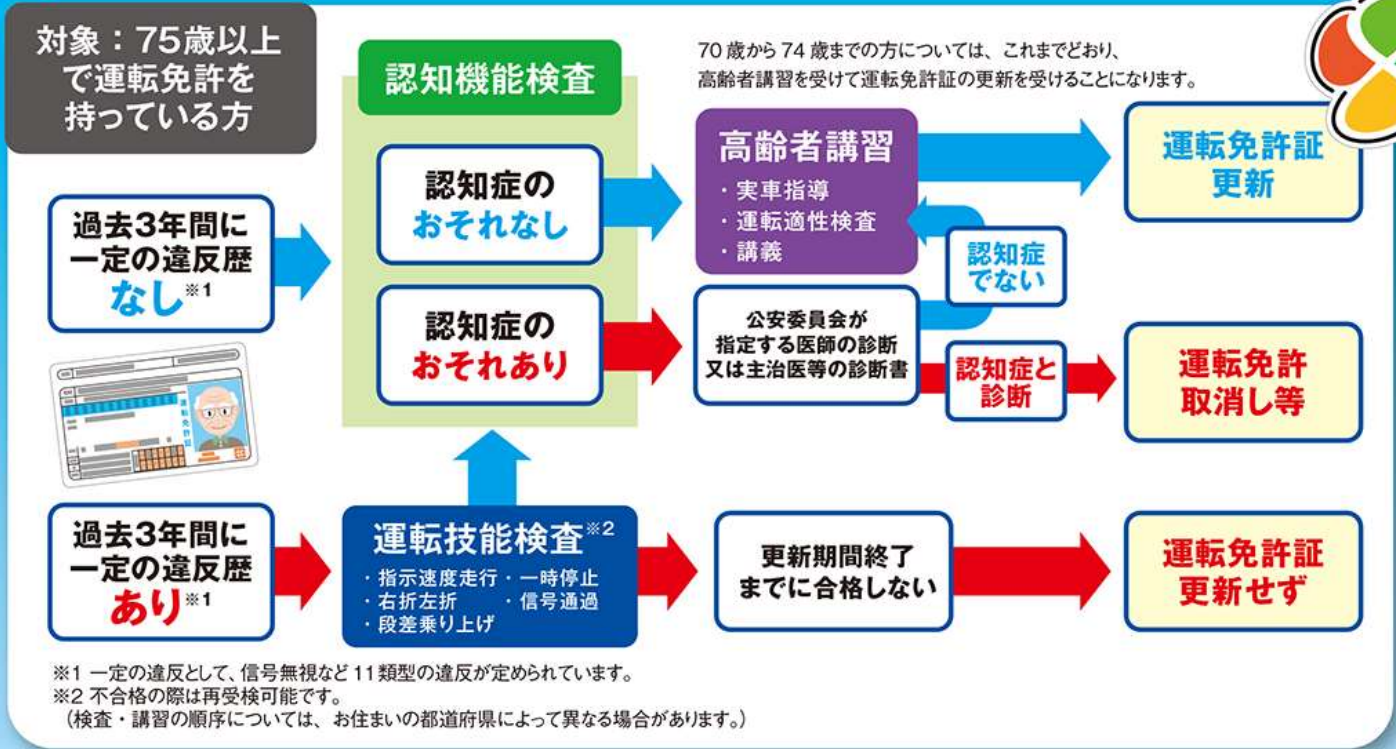 対象：75歳以上
で運転免許を
持っている方
認知機能検査
70歳から74歳までの方については、これまでどおり、
高齢者講習を受けて運転免許証の更新を受けることになります。
過去3年間に
一定の違反歴
なし※1
認知症の
おそれなし
高齢者講習
・実車指導
・運転適性検査
・講義
運転免許証
更新
認知症
でない
認知症の
おそれあり
公安委員会が
指定する医師の診断
又は主治医等の診断書
認知症と
診断
運転免許
取消し等
運転免許証
過去3年間に
一定の違反歴
あり※1
運転技能検査※2
・指示速度走行・一時停止
・右折左折 ・信号通過
・段差乗り上げ
更新期間終了
までに合格しない
運転免許証
更新せず
※1 一定の違反として、信号無視など11類型の違反が定められています。
※2 不合格の際は再受検可能です。
（検査・講習の順序については、お住まいの都道府県によって異なる場合があります。）